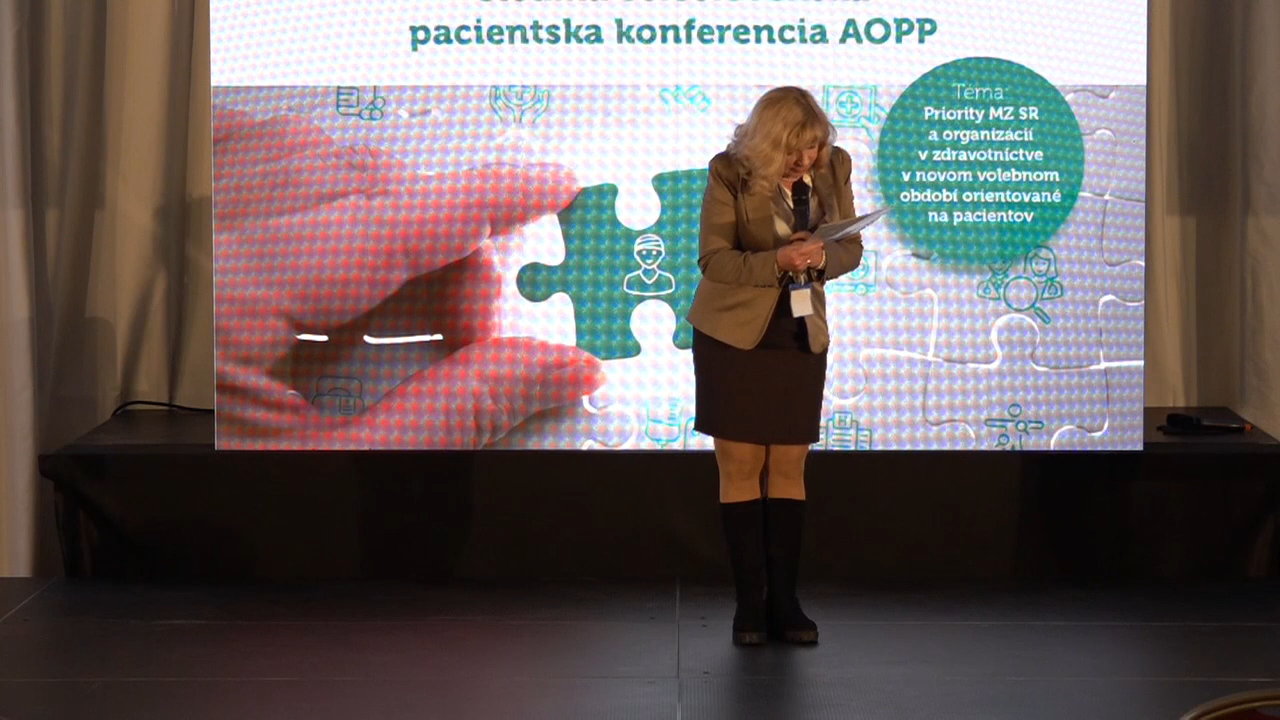 pacientska konferencia AOPP
Téma:
Priority MZ SR
a organizácií
v zdravotníctve
v novom volebnom
období orientované
na pacientov